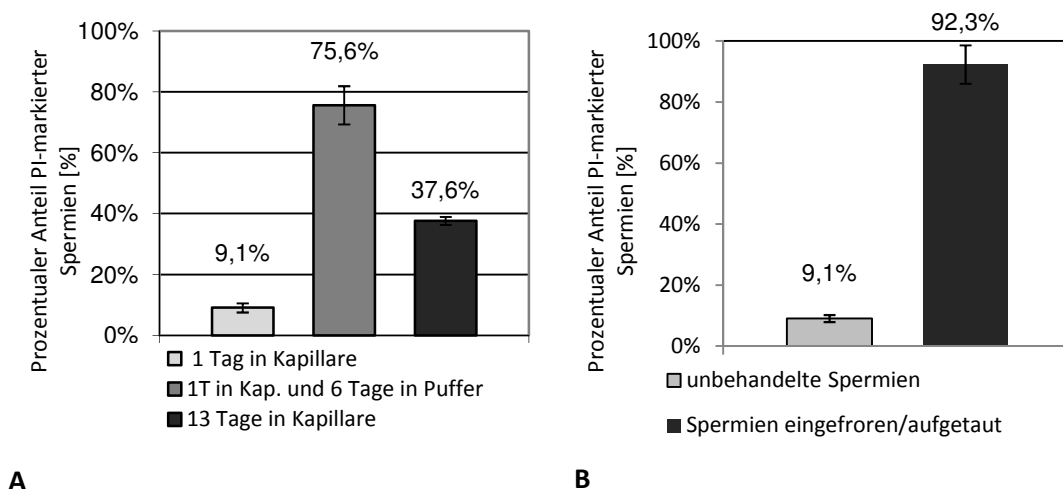 Prozentualer Anteil PI-markierter
Spermien [%]
100%
80%
60%
40%
20%
0%
9,1%
75,6%
37,6%
1 Tag in Kapillare
1T in Kap. und 6 Tage in Puffer
13 Tage in Kapillare
A
Prozentualer Anteil PI-markierter
Spermien [%]
100%
80%
60%
40%
20%
0%
9,1%
92,3%
unbehandelte Spermien
Spermien eingefroren/aufgetaut
B